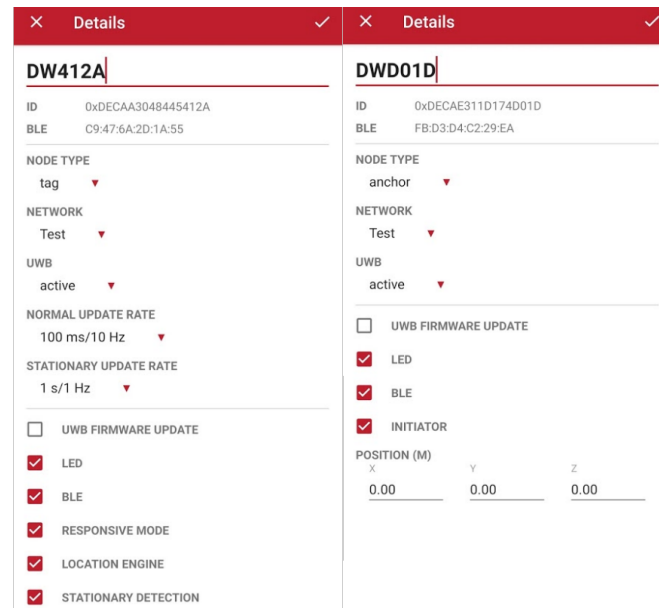 Details
DW412A
ID 0xDECAA3048445412A
BLE C9:47:6A:2D:1A:55
NODE TYPE
tag
NETWORK
Test
UWB
active
NORMAL UPDATE RATE
100 ms/10 Hz
STATIONARY UPDATE RATE
1 s/1 Hz
UWB FIRMWARE UPDATE
LED
BLE
RESPONSIVE MODE
LOCATION ENGINE
STATIONARY DETECTION
Details
DWD01D
ID 0xDECAE311D174D01D
BLE FB:D3:D4:C2:29:EA
NODE TYPE
anchor
NETWORK
Test
UWB
active
UWB FIRMWARE UPDATE
LED
BLE
INITIATOR
POSITION (M)
X Y Z
0.00 0.00 0.00